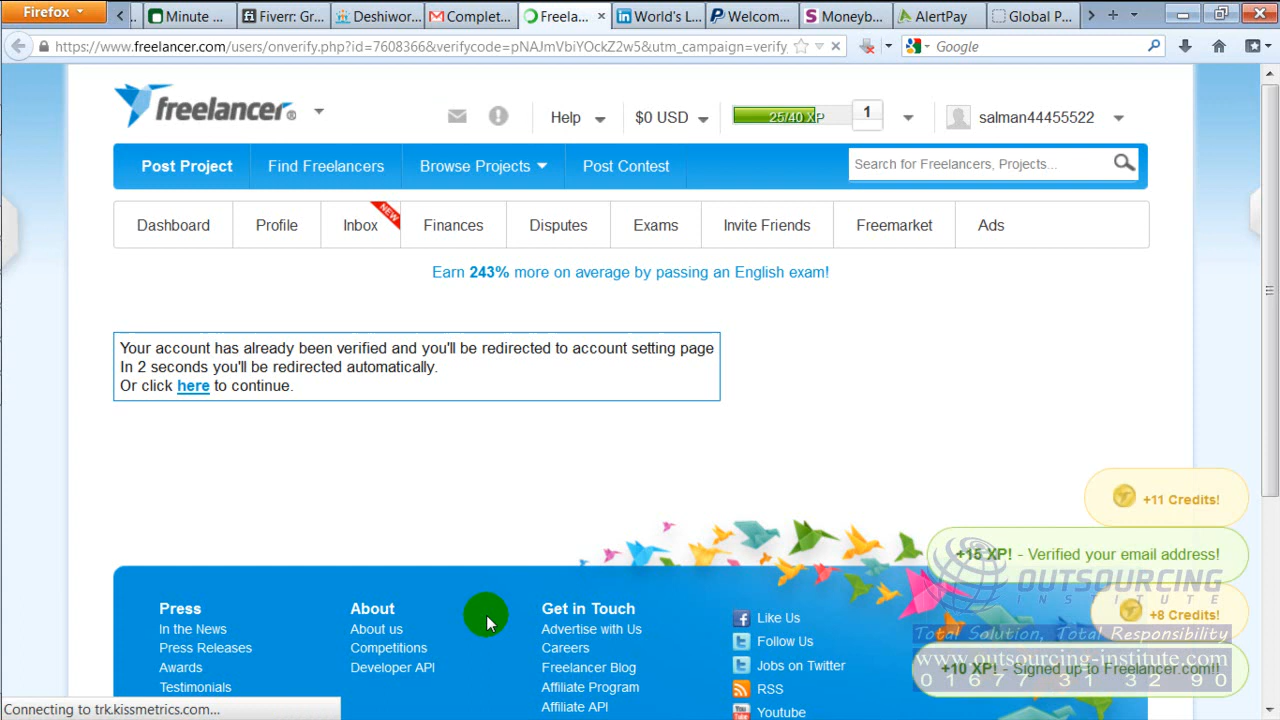 Firefox
Minute ...
Fiverr: Gr...
Deshiwor...
Complet...
Freela...
World's L...
Welcom...
Moneyb...
AlertPay
Global P...
https://www.freelancer.com/users/onverify.php?id=7608366&verifycode=pNAJmVbiYOckZ2w5&utm_campaign=verify_
Google
freelancer®
Help
$0 USD
25/40 XP
1
salman44455522
Post Project
Find Freelancers
Browse Projects
Post Contest
Search for Freelancers, Projects...
Dashboard
Profile
Inbox
NEW
Finances
Disputes
Exams
Invite Friends
Freemarket
Ads
Earn 243% more on average by passing an English exam!
Your account has already been verified and you'll be redirected to account setting page
In 2 seconds you'll be redirected automatically.
Or click here to continue.
+11 Credits!
+15 XP! - Verified your email address!
+8 Credits!
+10 XP! - Signed up to Freelancer.com!!
OUTSOURCING
INSTITUTE
Total Solution, Total Responsibility
www.outsourcing-institute.com
01677 31 32 90
Press
In the News
Press Releases
Awards
Testimonials
About
About us
Competitions
Developer API
Get in Touch
Advertise with Us
Careers
Freelancer Blog
Affiliate Program
Affiliate API
Like Us
Follow Us
Jobs on Twitter
RSS
Youtube
Connecting to trk.kissmetrics.com...